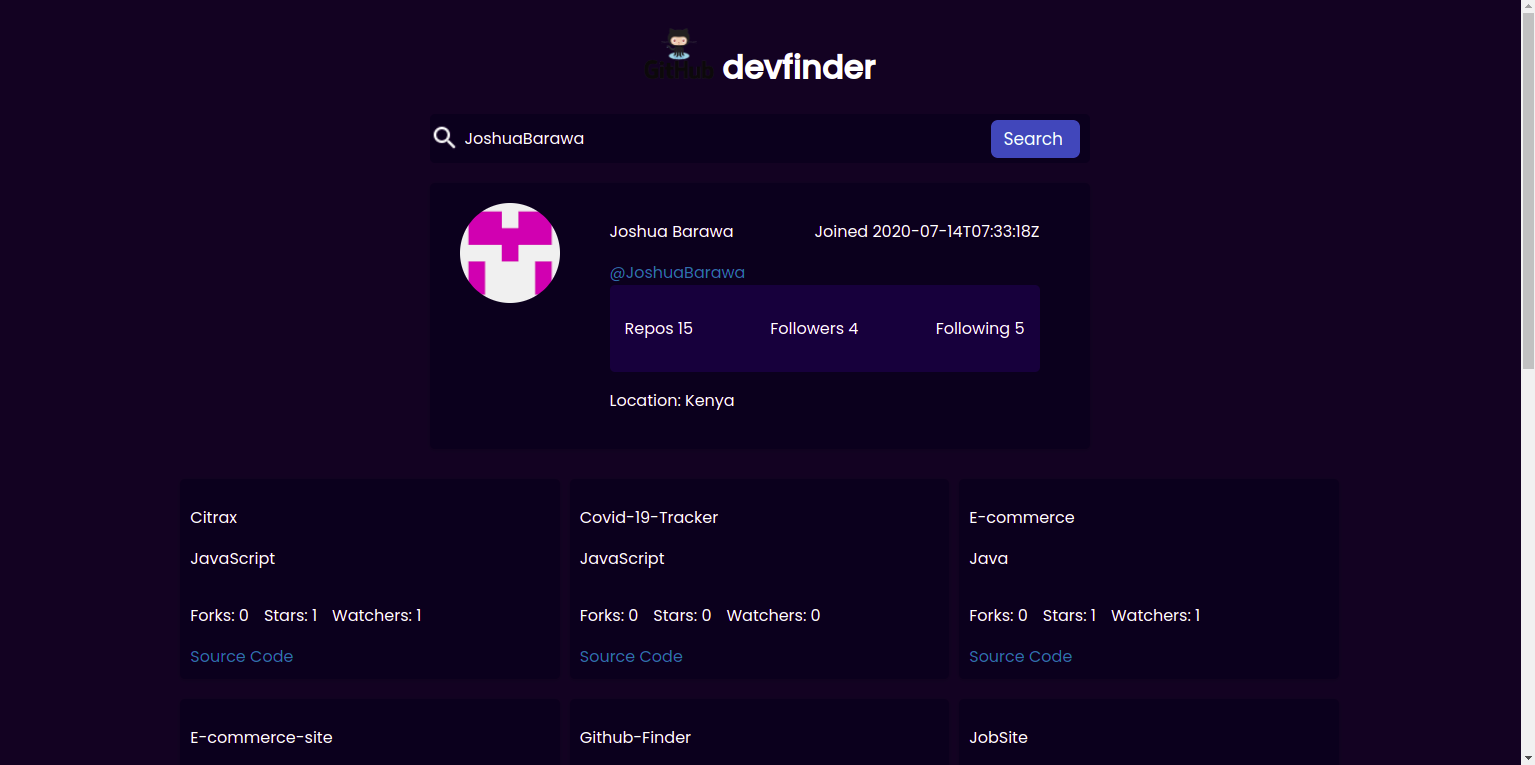 devfinder
JoshuaBarawa
Search
Joshua Barawa
Joined 2020-07-14T07:33:18Z
@JoshuaBarawa
Repos 15
Followers 4
Following 5
Location: Kenya
Citrax
JavaScript
Forks: 0 Stars: 1 Watchers: 1
Source Code
Covid-19-Tracker
JavaScript
Forks: 0 Stars: 0 Watchers: 0
Source Code
E-commerce
Java
Forks: 0 Stars: 1 Watchers: 1
Source Code
E-commerce-site
Github-Finder
JobSite